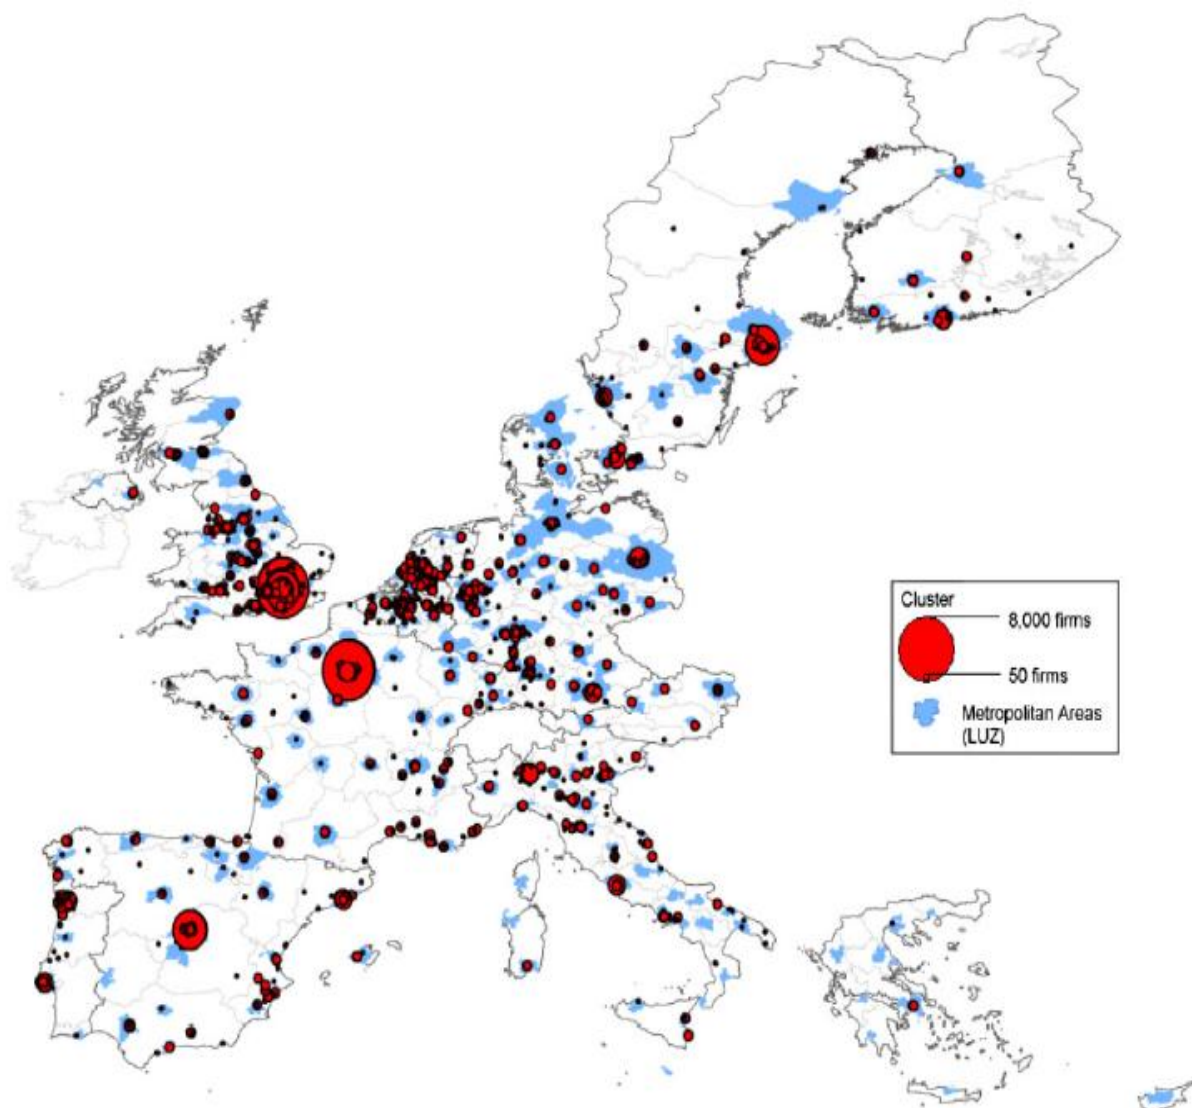 Cluster
8,000 firms
50 firms
Metropolitan Areas
(LUZ)